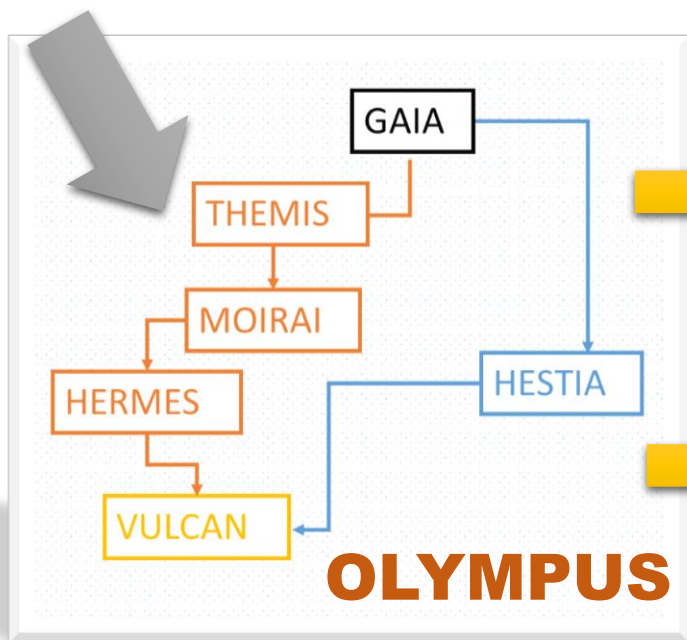 GAIA
THEMIS
MOIRAI
HESTIA
HERMES
VULCAN
OLYMPUS